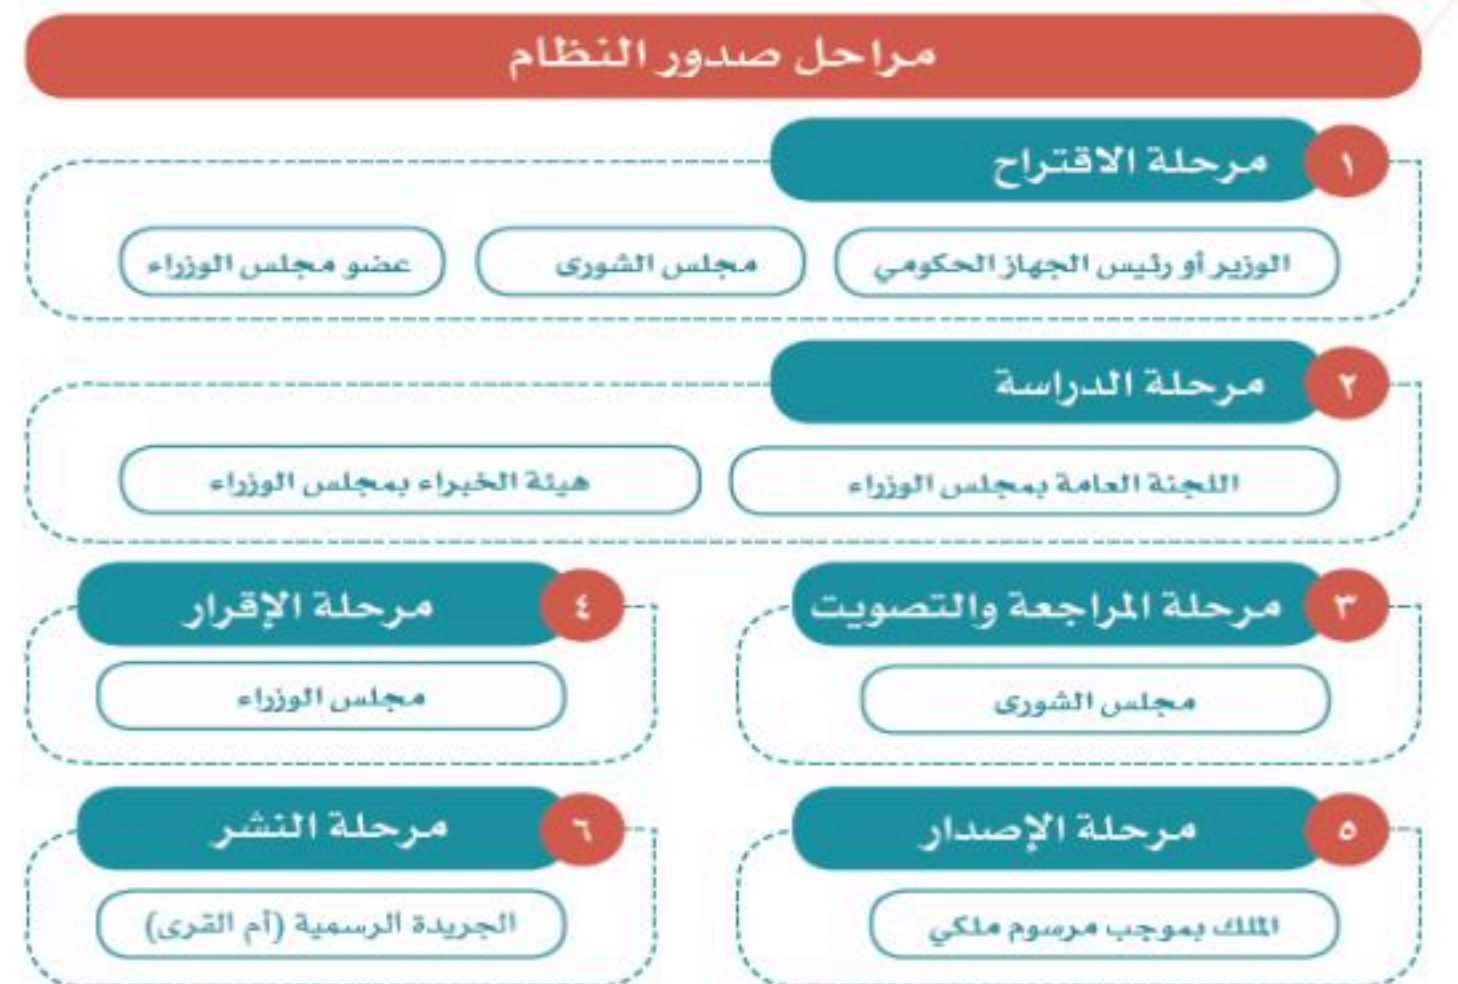 مراحل صدور النظام
١ مرحلة الاقتراح
الوزير أو رئيس الجهاز الحكومي
مجلس الشورى
عضو مجلس الوزراء
٢ مرحلة الدراسة
اللجنة العامة بمجلس الوزراء
هيئة الخبراء بمجلس الوزراء
٣ مرحلة المراجعة والتصويت
مجلس الشورى
٤ مرحلة الإقرار
مجلس الوزراء
٥ مرحلة الإصدار
الملك بموجب مرسوم ملكي
٦ مرحلة النشر
الجريدة الرسمية (أم القرى)